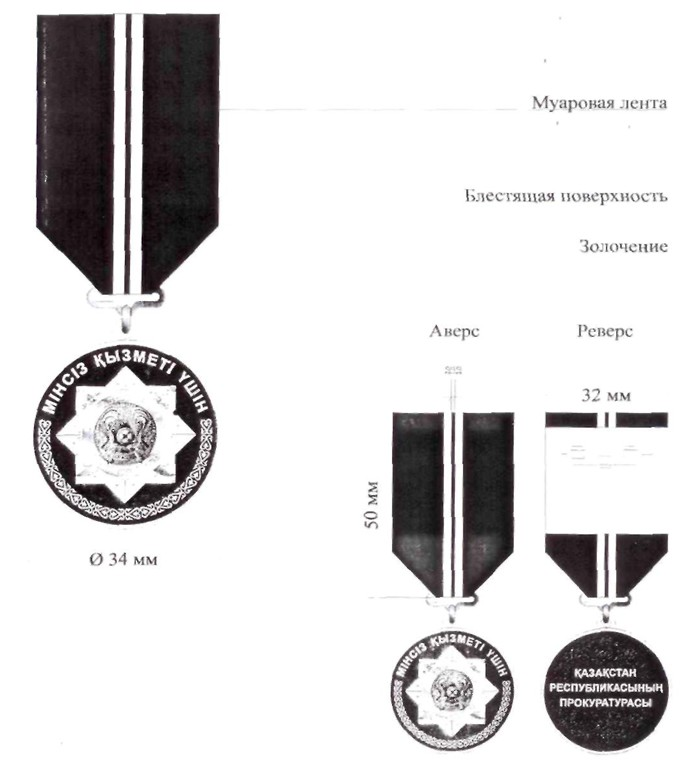 Муаровая лента
Блестящая поверхность
Золочение
МІНСІЗ ҚЫЗМЕТІ ҮШІН
Ø 34 мм
Аверс
Реверс
32 мм
50 мм
МІНСІЗ ҚЫЗМЕТІ ҮШІН
ҚАЗАҚСТАН
РЕСПУБЛИКАСЫНЫҢ
ПРОКУРАТУРАСЫ